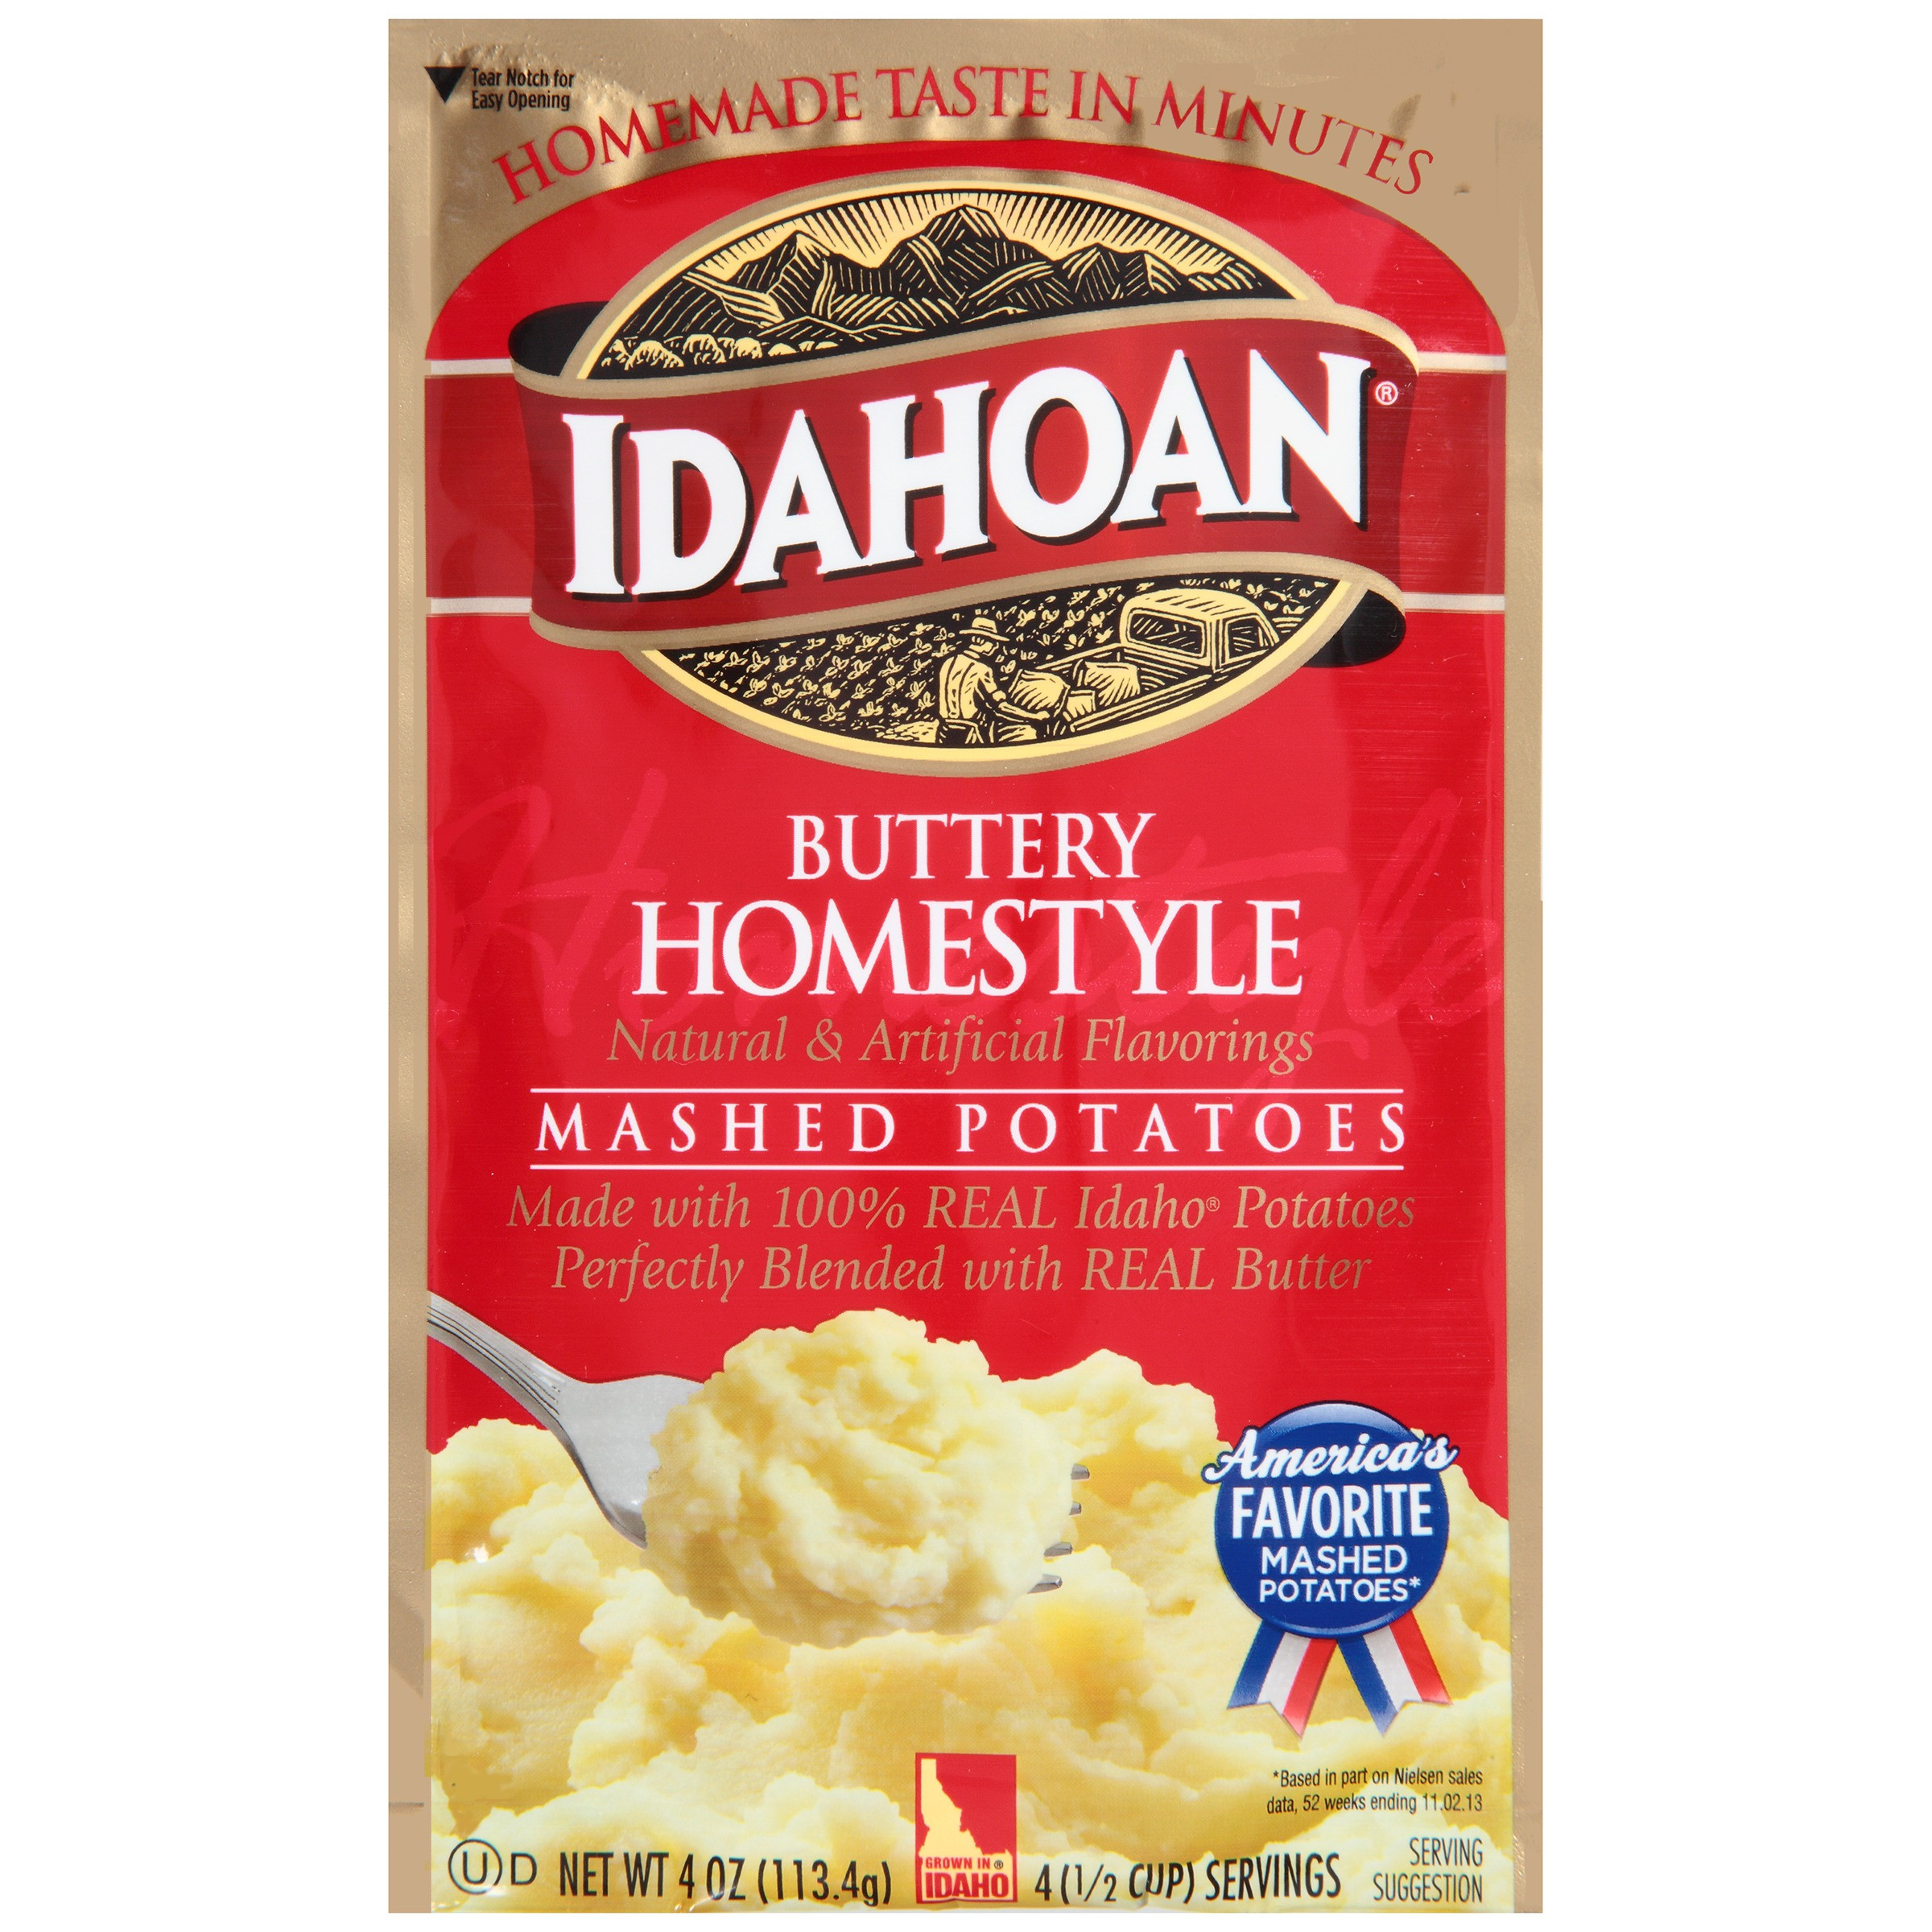 Tear Notch for
Easy Opening
HOMEMADE TASTE IN MINUTES
IDAHOAN®
Homestyle
BUTTERY
HOMESTYLE
Natural & Artificial Flavorings
MASHED POTATOES
Made with 100% REAL Idaho® Potatoes
Perfectly Blended with REAL Butter
America's
FAVORITE
MASHED
POTATOES*
*Based in part on Nielsen sales
data, 52 weeks ending 11.02.13
U D NET WT 4 OZ (113.4g)
GROWN IN ®
IDAHO
4 (1/2 CUP) SERVINGS
SERVING
SUGGESTION